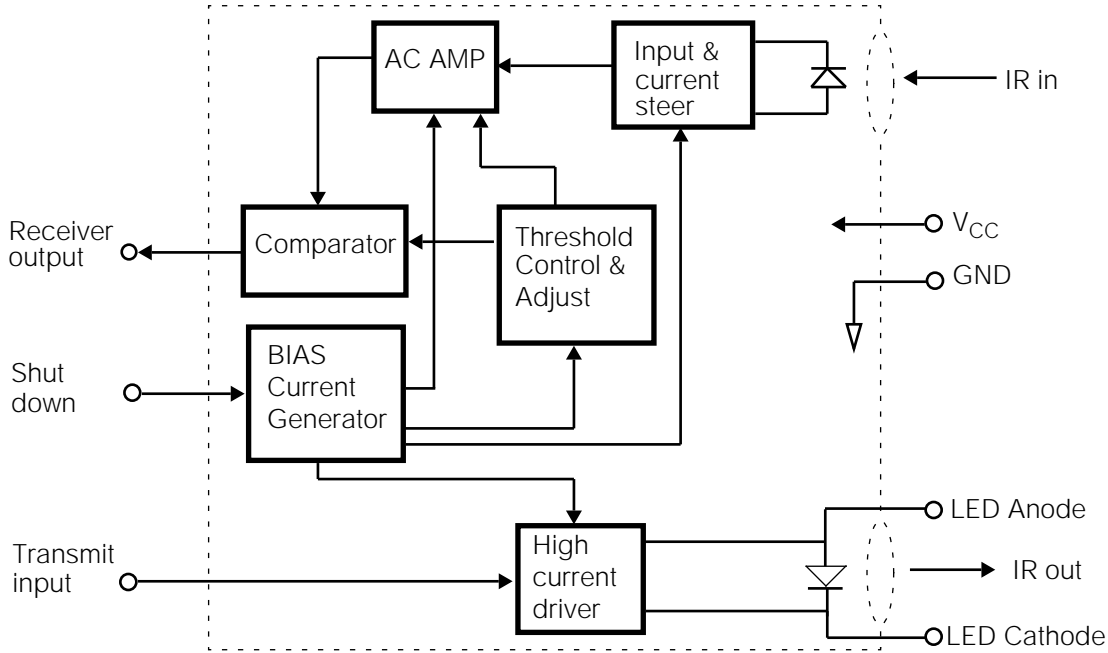 AC AMP
Input &
current
steer
IR in
Receiver
output
Comparator
Threshold
Control &
Adjust
VCC
GND
Shut
down
BIAS
Current
Generator
LED Anode
Transmit
input
High
current
driver
IR out
LED Cathode